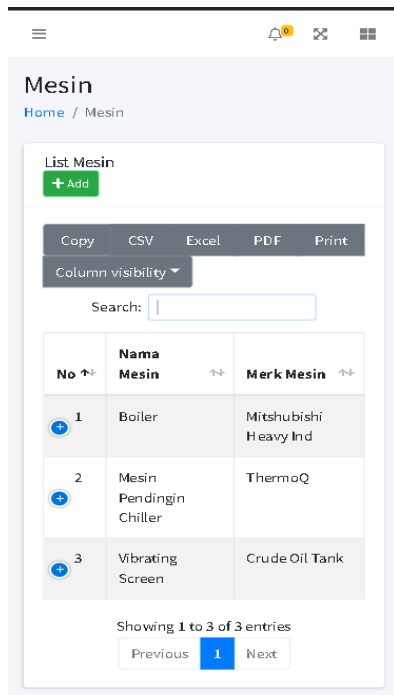 0
Mesin
Home / Mesin
List Mesin
+ Add
Copy CSV Excel PDF Print
Column visibility
Search:
No Nama Mesin Merk Mesin
1 Boiler Mitshubishi Heavy Ind
2 Mesin Pendingin Chiller ThermoQ
3 Vibrating Screen Crude Oil Tank
Showing 1 to 3 of 3 entries
Previous 1 Next